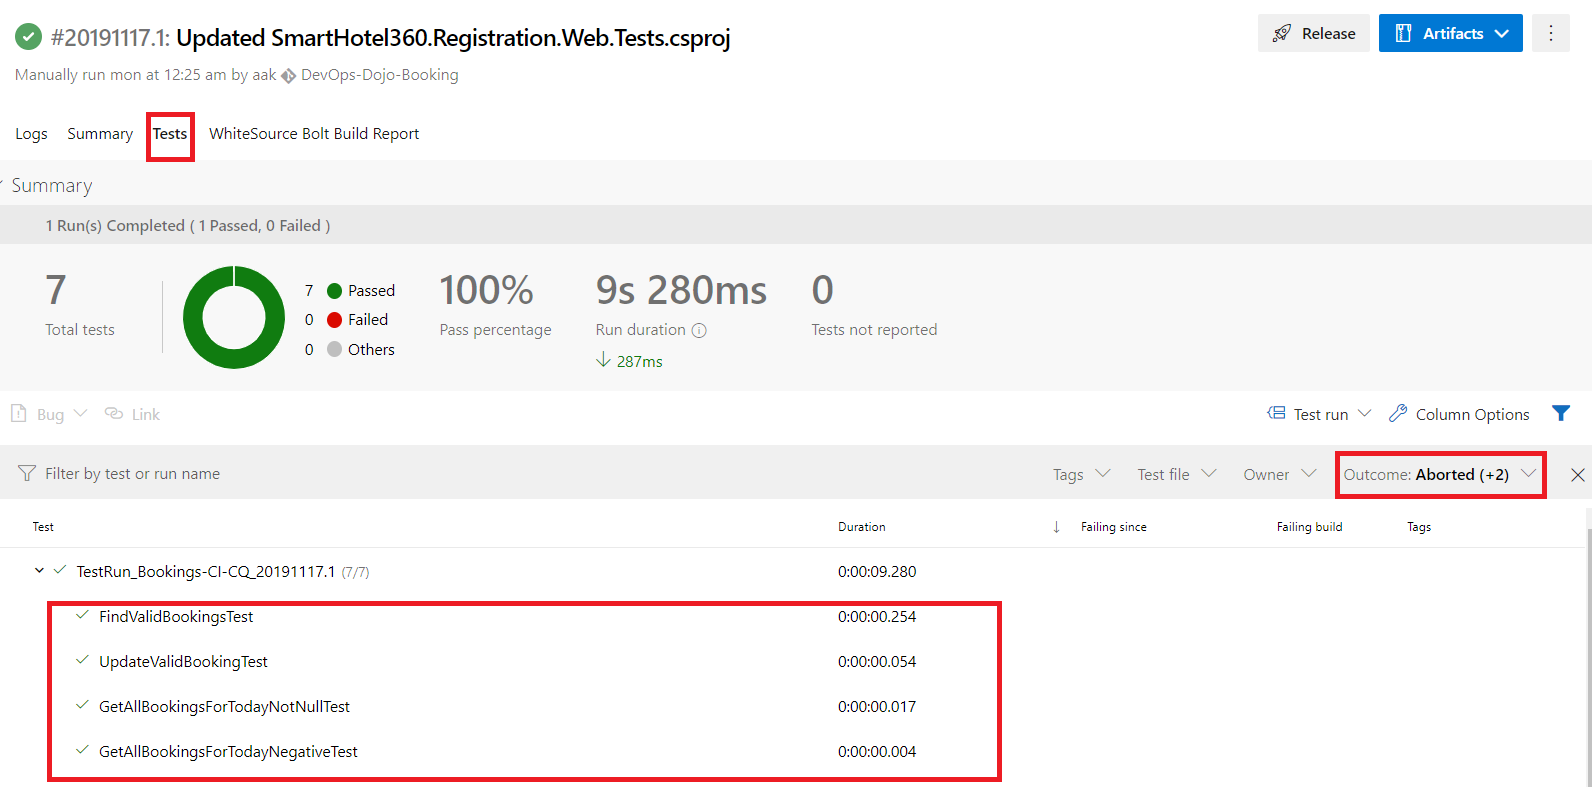 #20191117.1: Updated SmartHotel360.Registration.Web.Tests.csproj
Release
Artifacts
Manually run mon at 12:25 am by aak DevOps-Dojo-Booking
Logs Summary Tests WhiteSource Bolt Build Report
Summary
1 Run(s) Completed ( 1 Passed, 0 Failed )
7
Total tests
7 Passed
0 Failed
0 Others
100%
Pass percentage
9s 280ms
Run duration
287ms
0
Tests not reported
Bug Link Test run Column Options
Filter by test or run name Tags Test file Owner Outcome: Aborted (+2)
Test Duration Failing since Failing build Tags
TestRun_Bookings-CI-CQ_20191117.1 (7/7) 0:00:09.280
FindValidBookingsTest 0:00:00.254
UpdateValidBookingTest 0:00:00.054
GetAllBookingsForTodayNotNullTest 0:00:00.017
GetAllBookingsForTodayNegativeTest 0:00:00.004